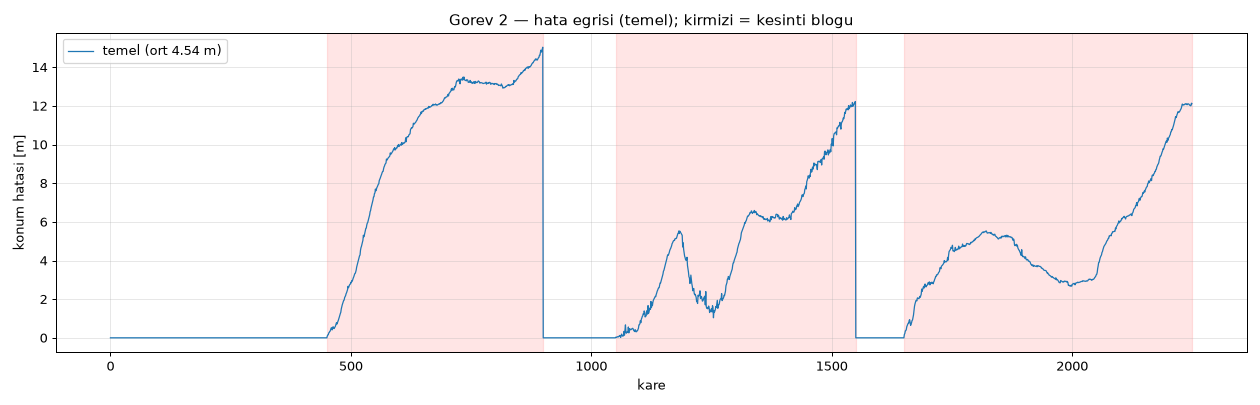 Gorev 2 — hata egrisi (temel); kirmizi = kesinti blogu
temel (ort 4.54 m)
konum hatasi [m]
14
12
10
8
6
4
2
0
0 500 1000 1500 2000
kare